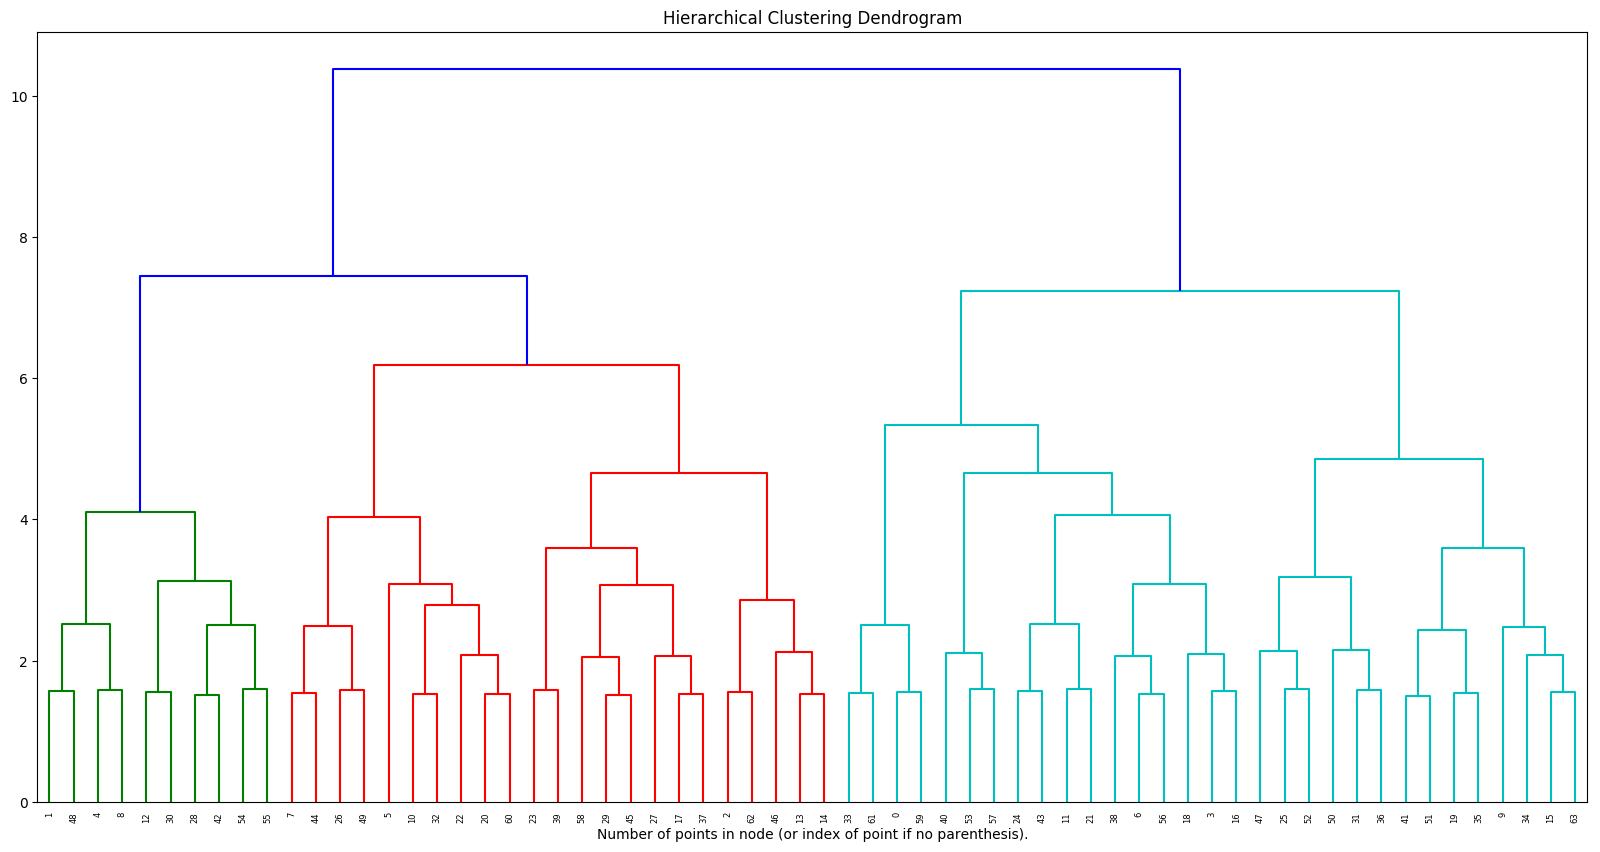 Hierarchical Clustering Dendrogram
10
8
6
4
2
0
1 48 4 8 12 30 28 42 54 55 7 44 26 49 5 10 32 22 20 60 23 39 58 29 45 27 17 37 2 62 46 13 14 33 61 0 59 40 53 57 24 43 11 21 38 6 56 18 3 16 47 25 52 50 31 36 41 51 19 35 9 34 15 63
Number of points in node (or index of point if no parenthesis).